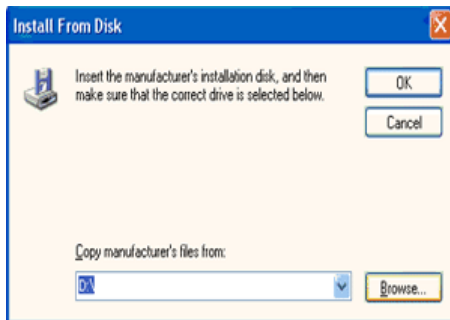 Install From Disk
Insert the manufacturer's installation disk, and then
make sure that the correct drive is selected below.
OK
Cancel
Copy manufacturer's files from:
D:\
Browse...